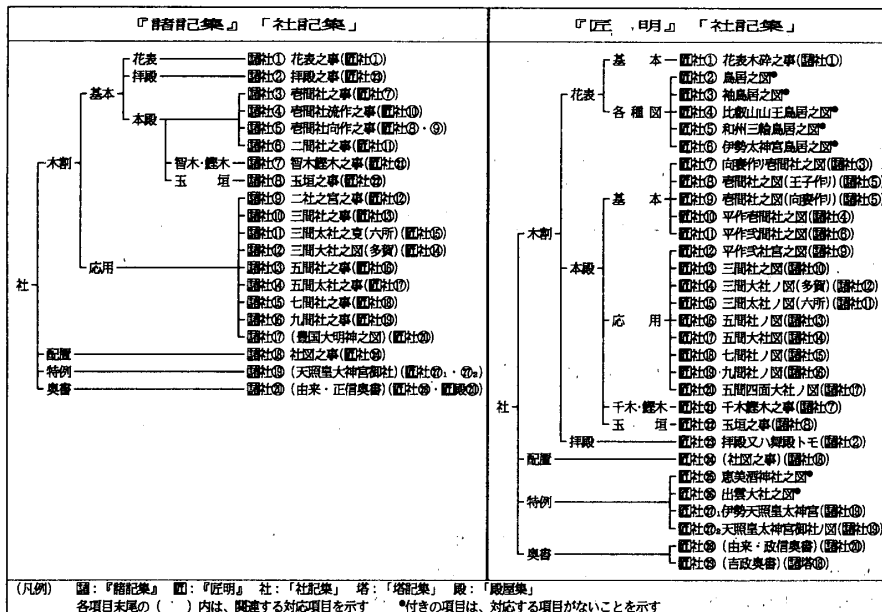 『諸記集』「社記集」
社
木割
基本
花表 諸社① 花表之事(匠社①)
拝殿 諸社② 拝殿之事(匠社㉓)
本殿
諸社③ 壱間社之事(匠社⑦)
諸社④ 壱間社流作之事(匠社⑩)
諸社⑤ 壱間社向作之事(匠社⑧・⑨)
諸社⑥ 二間社之事(匠社⑪)
智木・鰹木 諸社⑦ 智木鰹木之事(匠社㉑)
玉垣 諸社⑧ 玉垣之事(匠社㉒)
応用
諸社⑨ 二社之宮之事(匠社⑫)
諸社⑩ 三間社之事(匠社⑬)
諸社⑪ 三間太社之㕝(六所)(匠社⑮)
諸社⑫ 三間大社之図(多賀)(匠社⑭)
諸社⑬ 五間社之事(匠社⑯)
諸社⑭ 五間太社之事(匠社⑰)
諸社⑮ 七間社之事(匠社⑱)
諸社⑯ 九間社之事(匠社⑲)
諸社⑰ (豊国大明神之図)(匠社⑳)
配置 諸社⑱ 社図之事(匠社㉔)
特例 諸社⑲ (天照皇大神宮御社)(匠社㉗₁・㉗₂)
奥書 諸社⑳ (由来・正信奥書)(匠社㉘・匠殿㉑)
『匠 明』「社記集」
社
木割
花表
基本 匠社① 花表木砕之事(諸社①)
各種図
匠社② 鳥居之図●
匠社③ 袖鳥居之図●
匠社④ 比叡山山王鳥居之図●
匠社⑤ 和州三輪鳥居之図●
匠社⑥ 伊勢太神宮鳥居之図●
本殿
基本
匠社⑦ 向妻作リ壱間社之図(諸社③)
匠社⑧ 壱間社之図(王子作リ)(諸社⑤)
匠社⑨ 壱間社之図(向妻作リ)(諸社⑤)
匠社⑩ 平作壱間社之図(諸社④)
匠社⑪ 平作弐間社之図(諸社⑥)
応用
匠社⑫ 平作弐社宮之図(諸社⑨)
匠社⑬ 三間社之図(諸社⑩)
匠社⑭ 三間大社ノ図(多賀)(諸社⑫)
匠社⑮ 三間太社ノ図(六所)(諸社⑪)
匠社⑯ 五間社ノ図(諸社⑬)
匠社⑰ 五間大社図(諸社⑭)
匠社⑱ 七間社ノ図(諸社⑮)
匠社⑲ 九間社ノ図(諸社⑯)
匠社⑳ 五間四面大社ノ図(諸社⑰)
千木・鰹木 匠社㉑ 千木鰹木之事(諸社⑦)
玉垣 匠社㉒ 玉垣之事(諸社⑧)
拝殿 匠社㉓ 拝殿又ハ舞殿トモ(諸社②)
配置 匠社㉔ (社図之事)(諸社⑱)
特例
匠社㉕ 恵美酒神社之図●
匠社㉖ 出雲大社之図●
匠社㉗₁伊勢天照皇太神宮(諸社⑲)
匠社㉗₂天照皇太神宮御社ノ図(諸社⑲)
奥書
匠社㉘ (由来・政信奥書)(諸社⑳)
匠社㉙ (吉政奥書)(諸塔⑱)
(凡例) 諸:『諸記集』 匠:『匠明』 社:「社記集」 塔:「塔記集」 殿:「殿屋集」
各項目末尾の( )内は、関連する対応項目を示す ●付きの項目は、対応する項目がないことを示す